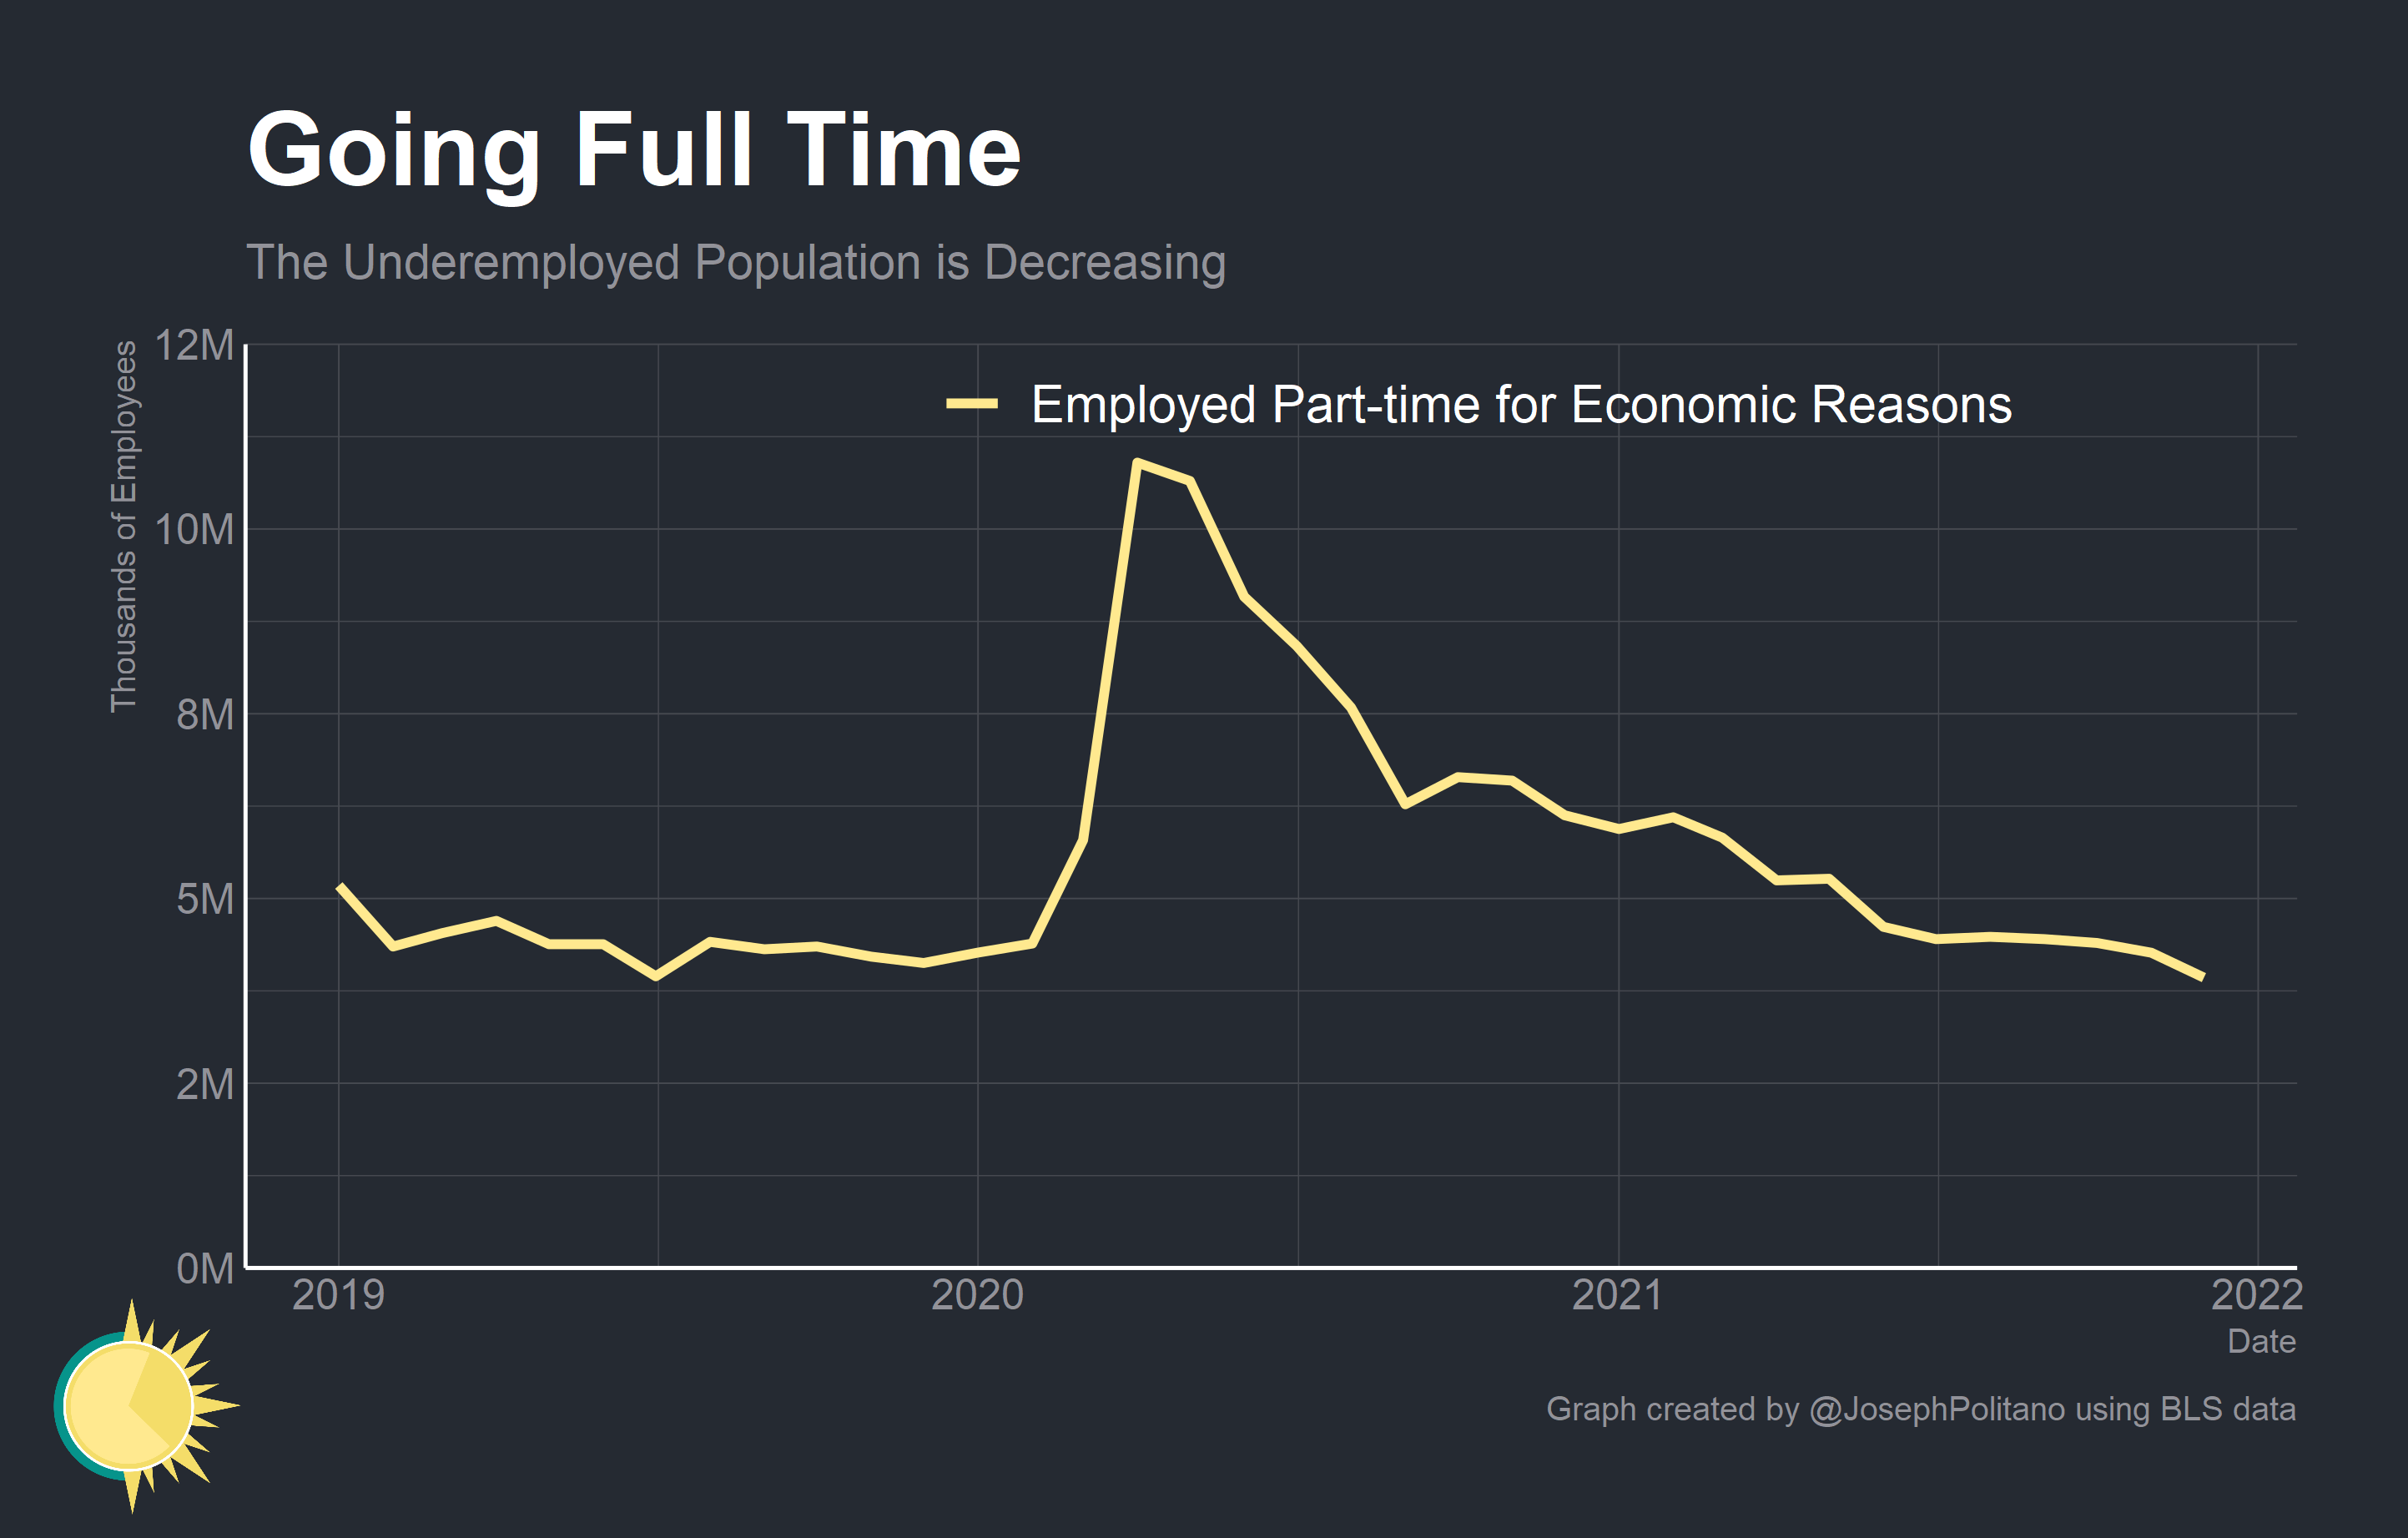 Going Full Time
The Underemployed Population is Decreasing
Thousands of Employees
12M
10M
8M
5M
2M
0M
Employed Part-time for Economic Reasons
2019
2020
2021
2022
Date
Graph created by @JosephPolitano using BLS data